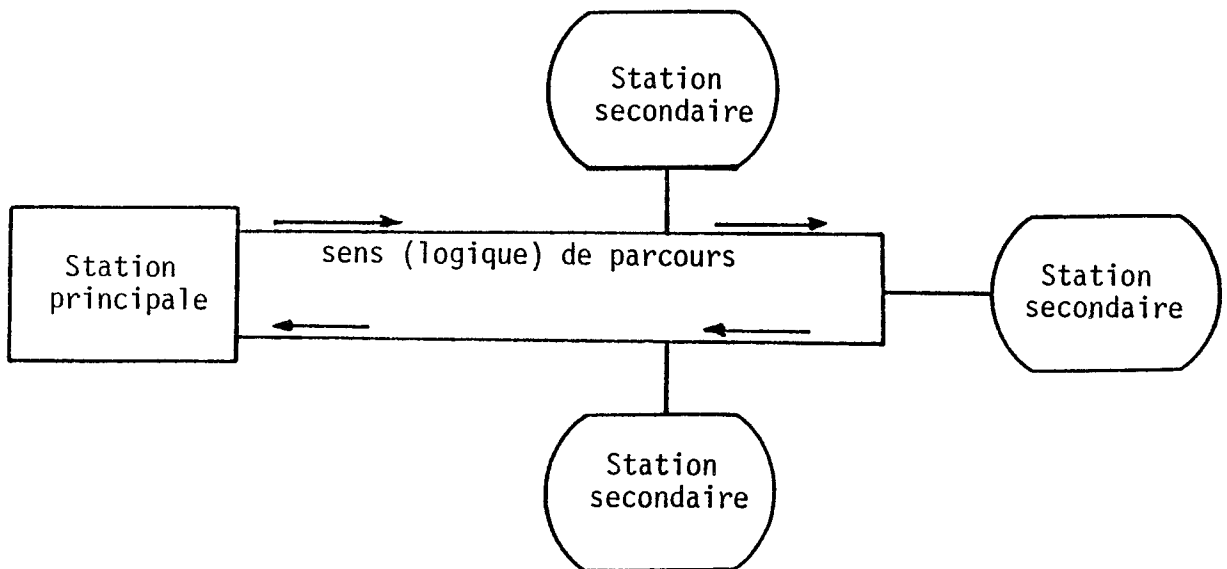 Station
secondaire
sens (logique) de parcours
Station
principale
Station
secondaire
Station
secondaire